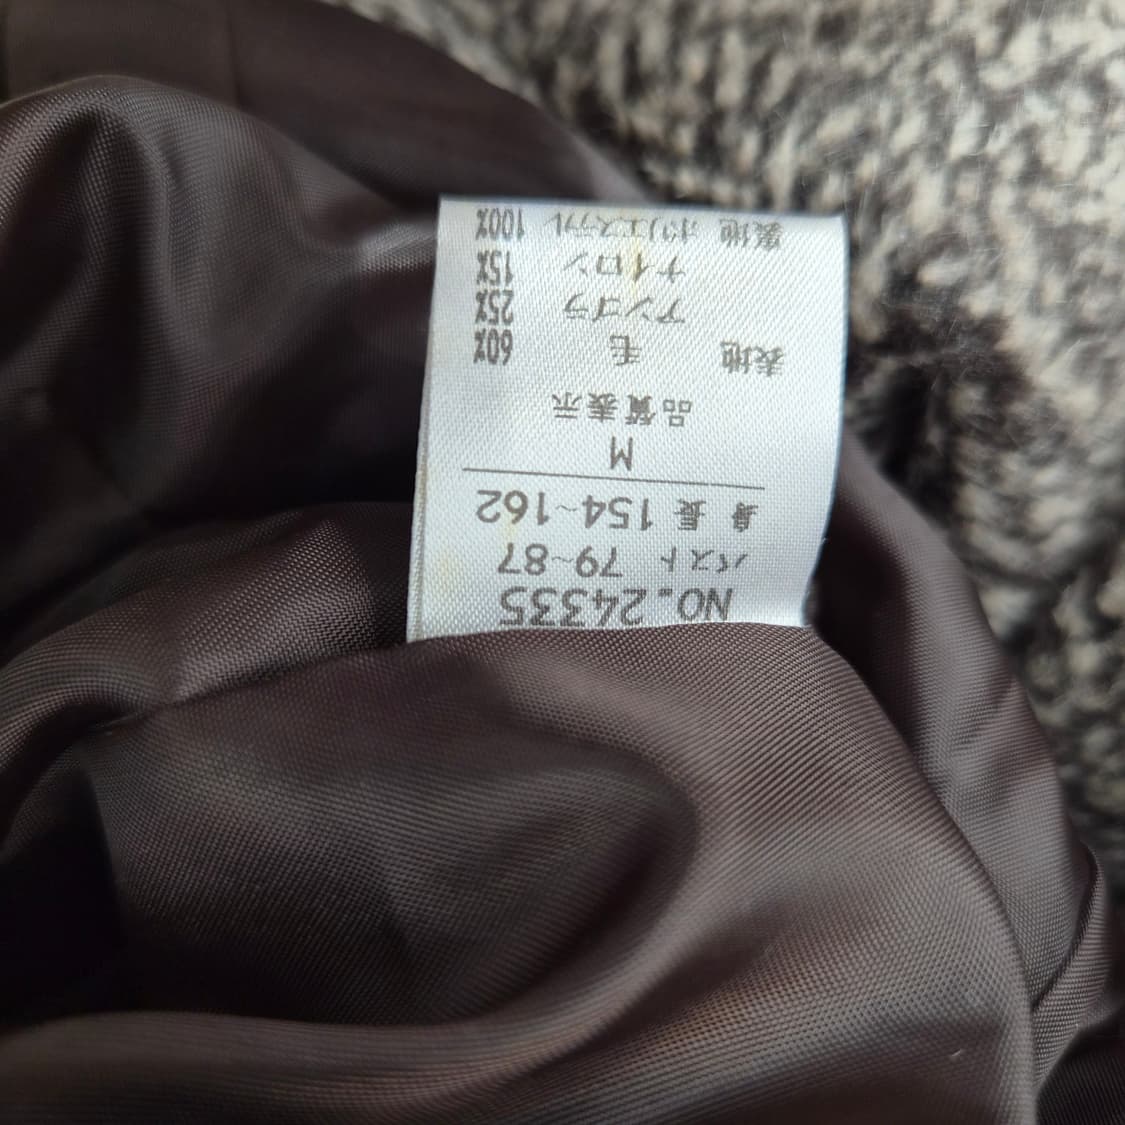 NO.24335
バスト 79~87
身長 154~162
M
品質表示
表地 毛 60%
アンゴラ 25%
ナイロン 15%
裏地 ポリエステル 100%